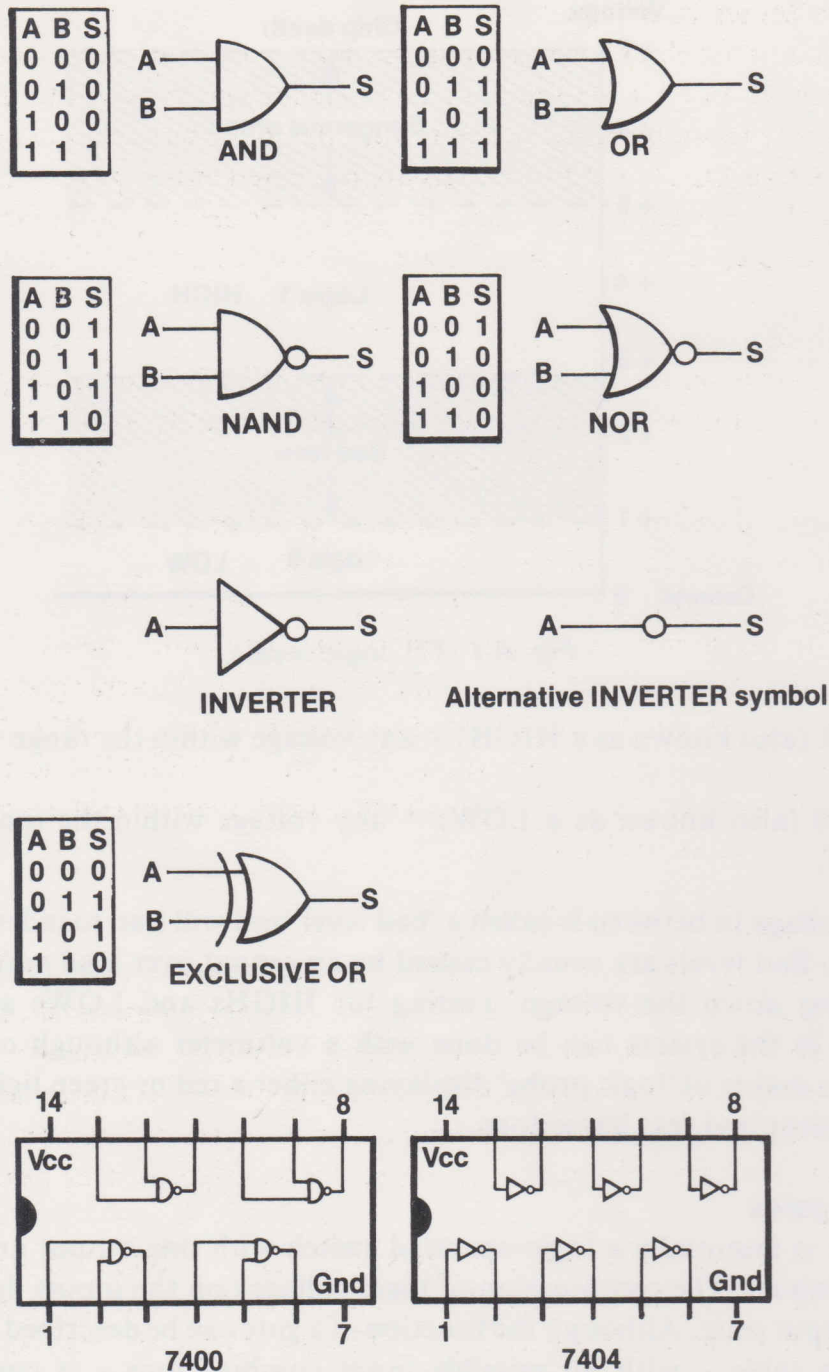 A B S
0 0 0
0 1 0
1 0 0
1 1 1
A
B
S
AND
A B S
0 0 0
0 1 1
1 0 1
1 1 1
A
B
S
OR
A B S
0 0 1
0 1 1
1 0 1
1 1 0
A
B
S
NAND
A B S
0 0 1
0 1 0
1 0 0
1 1 0
A
B
S
NOR
A
S
INVERTER
A
S
Alternative INVERTER symbol
A B S
0 0 0
0 1 1
1 0 1
1 1 0
A
B
S
EXCLUSIVE OR
14
8
Vcc
Gnd
1
7
7400
14
8
Vcc
Gnd
1
7
7404